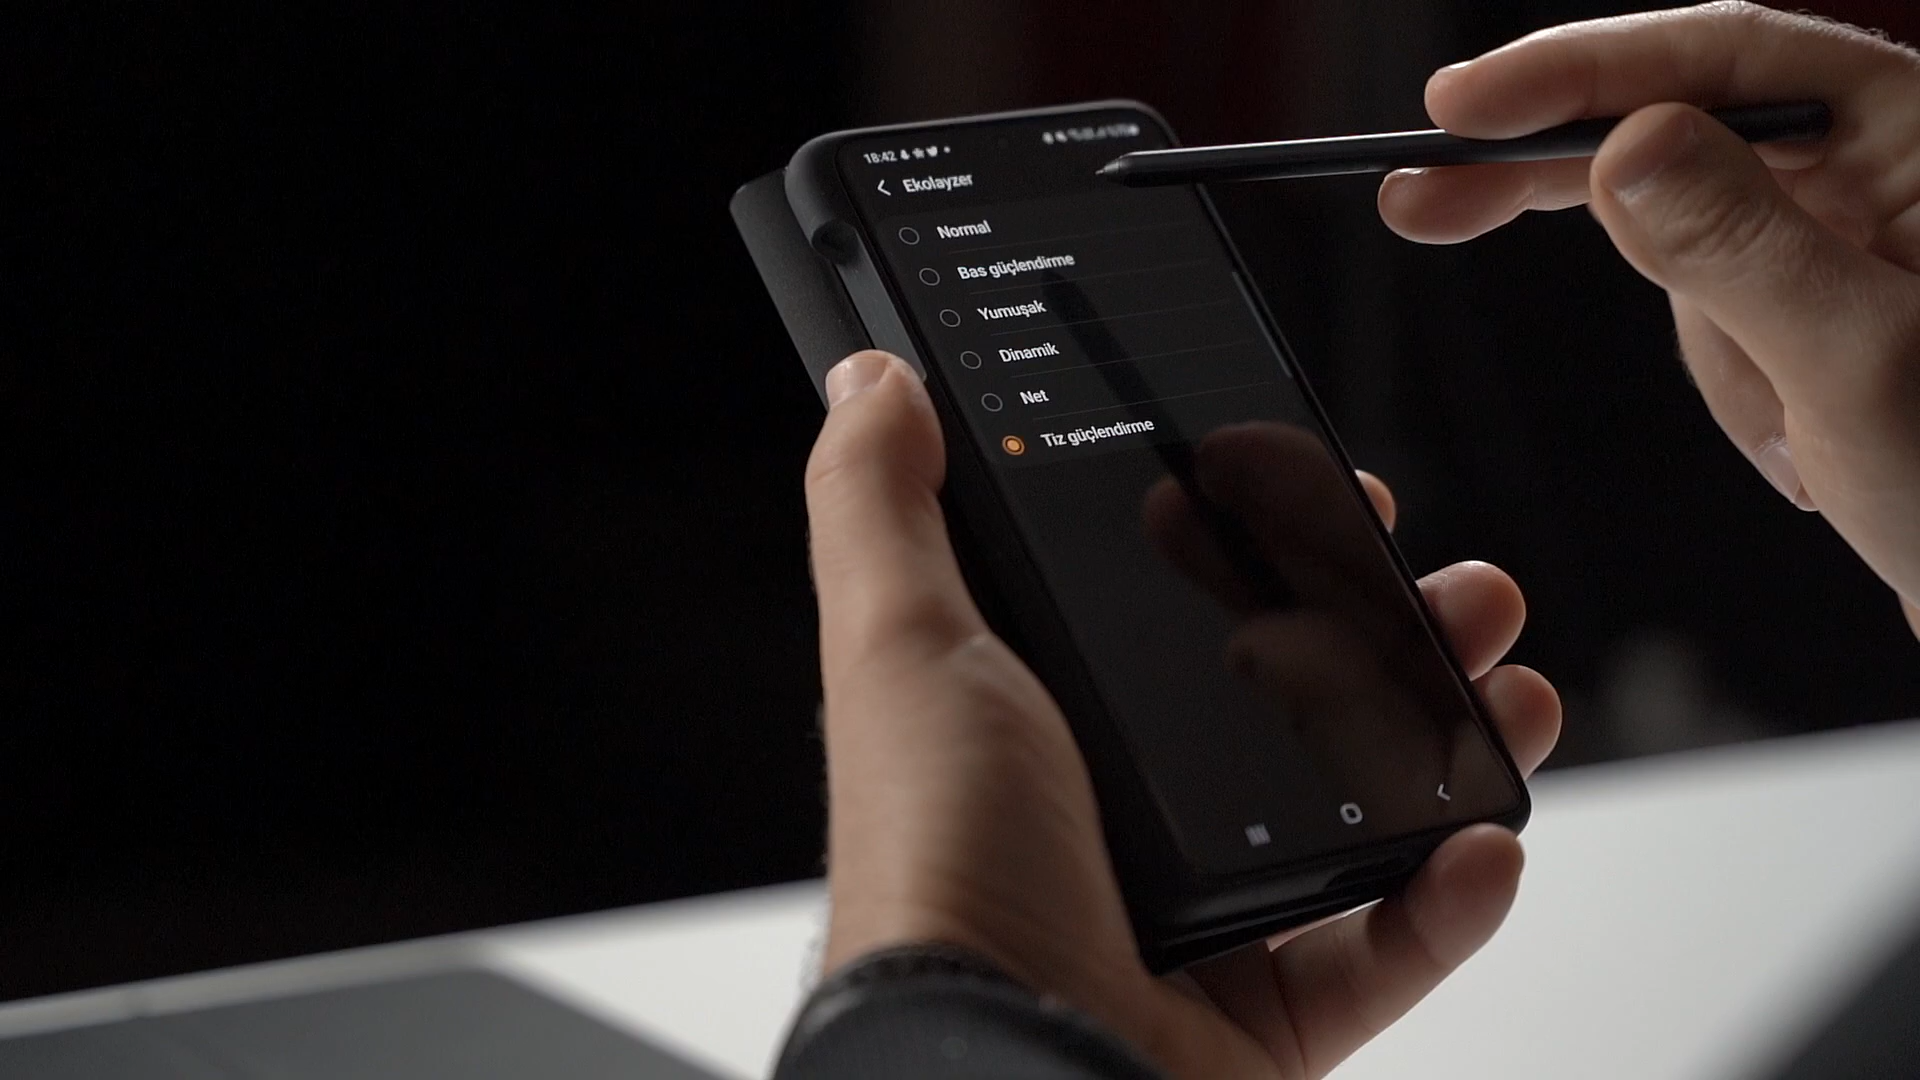 18:42
Ekolayzer
Normal
Bas güçlendirme
Yumuşak
Dinamik
Net
Tiz güçlendirme